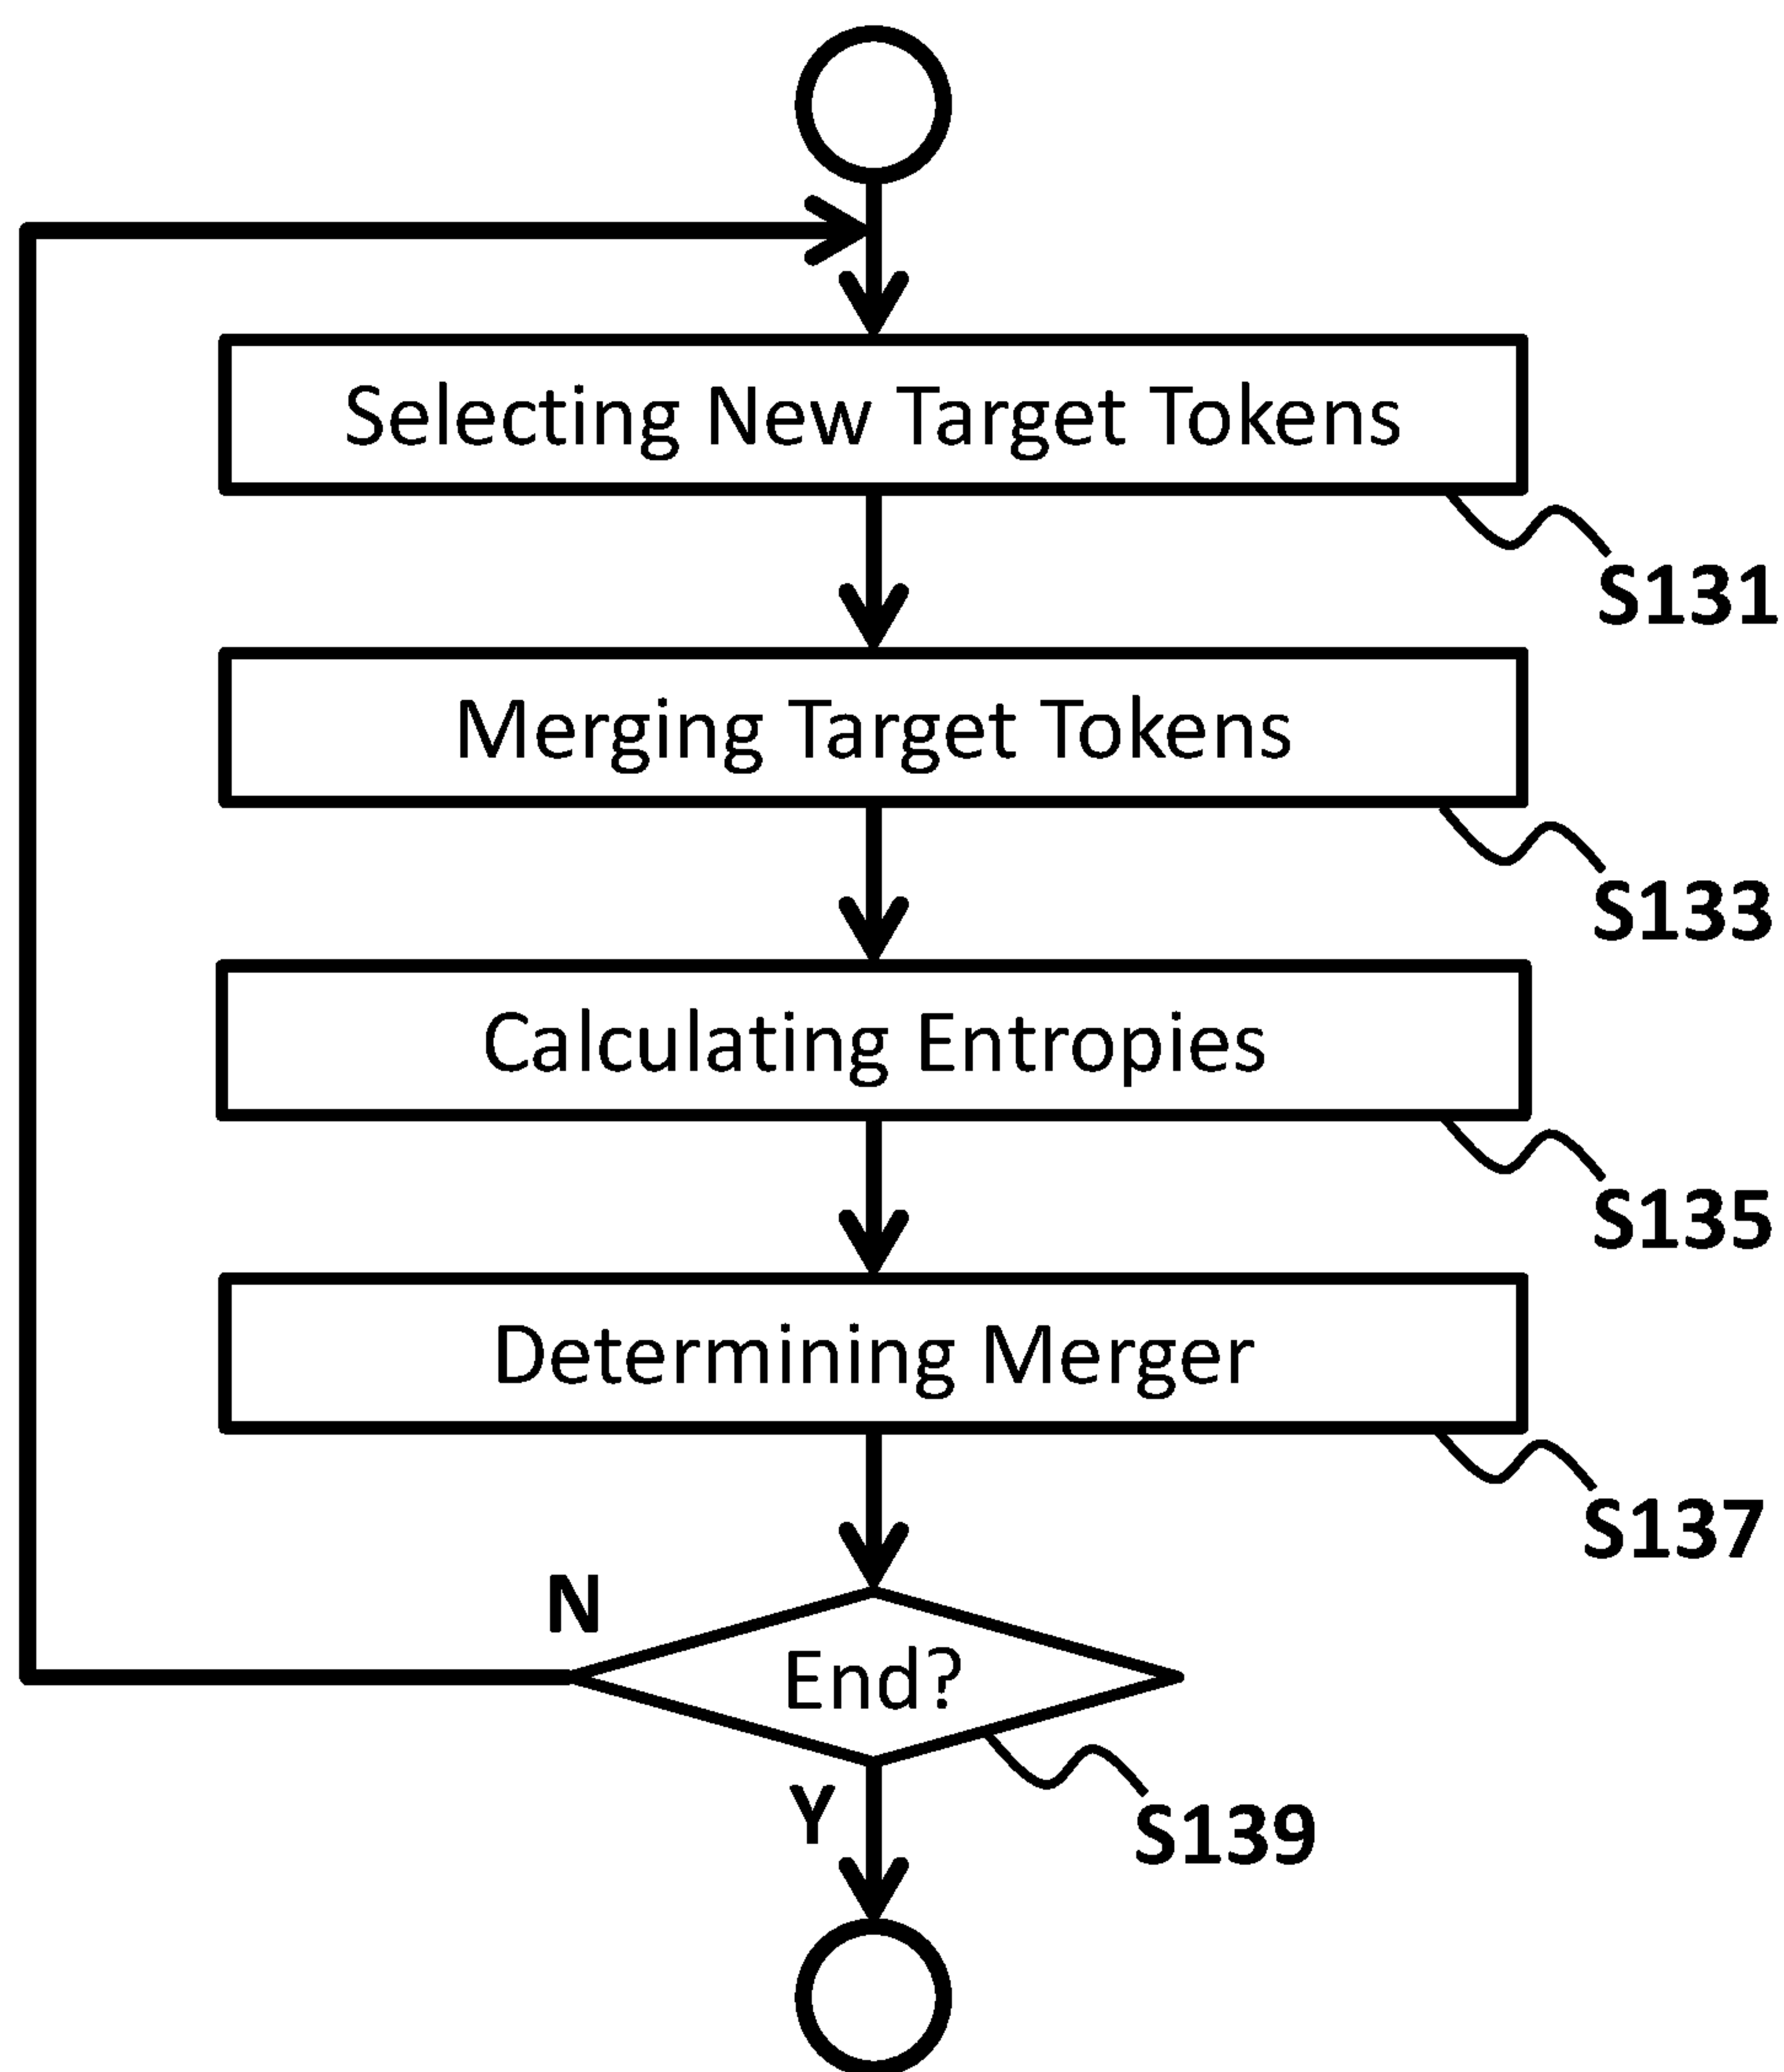 Selecting New Target Tokens
S131
Merging Target Tokens
S133
Calculating Entropies
S135
Determining Merger
S137
N
End?
Y
S139